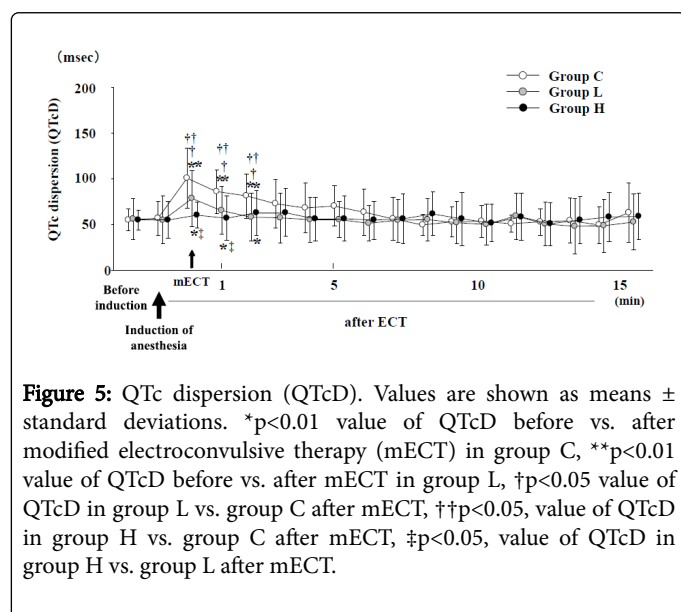 (msec)
200
150
100
50
0
QTc dispersion (QTcD)
Group C
Group L
Group H
†† †† ††
† † †
** ** **
*‡ *‡ *
Before induction
mECT 1 5 10 15
(min)
Induction of anesthesia
after ECT
Figure 5: QTc dispersion (QTcD). Values are shown as means ±
standard deviations. *p<0.01 value of QTcD before vs. after
modified electroconvulsive therapy (mECT) in group C, **p<0.01
value of QTcD before vs. after mECT in group L, †p<0.05 value of
QTcD in group L vs. group C after mECT, ††p<0.05, value of QTcD
in group H vs. group C after mECT, ‡p<0.05, value of QTcD in
group H vs. group L after mECT.